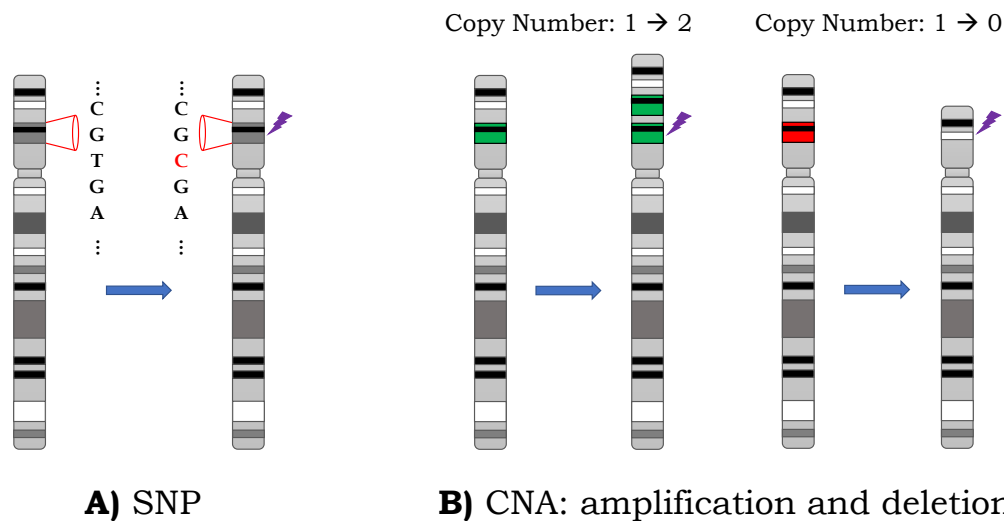 Copy Number: 1 → 2
Copy Number: 1 → 0
...
C
G
T
G
A
...
...
C
G
C
G
A
...
A) SNP
B) CNA: amplification and deletion